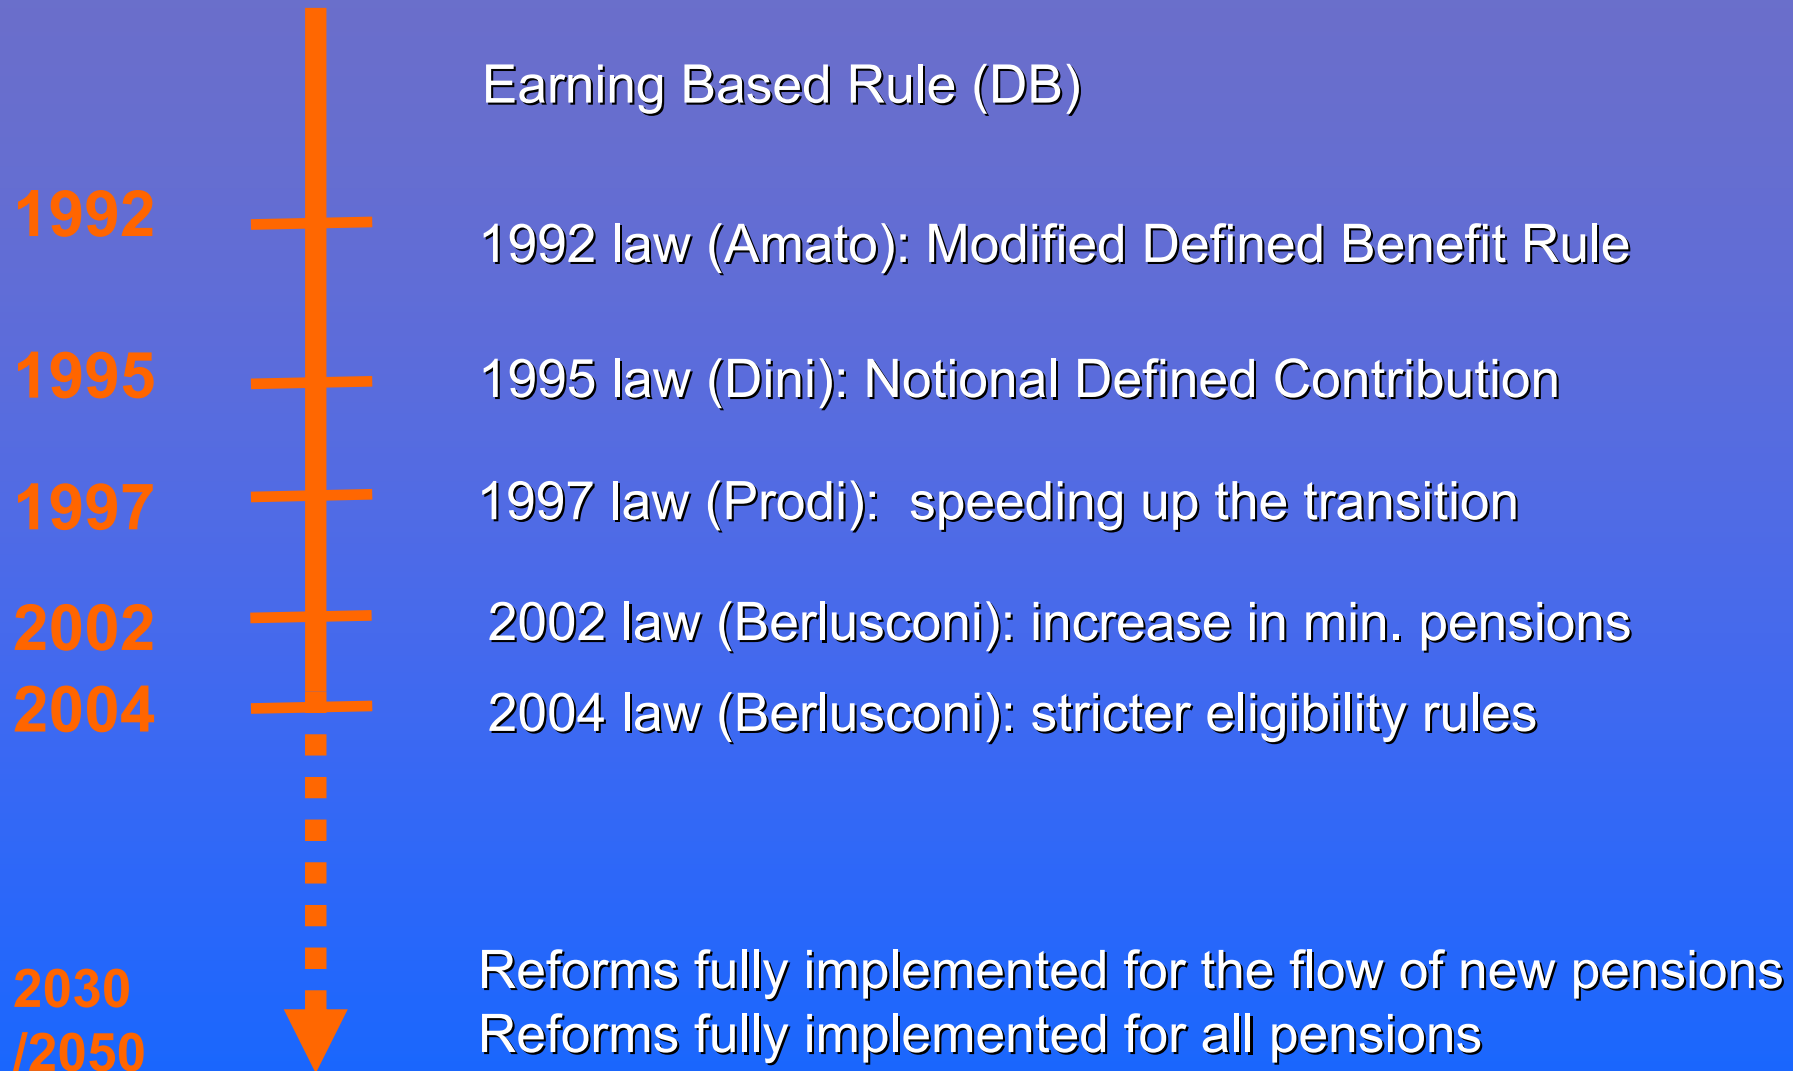 Earning Based Rule (DB)
1992
1992 law (Amato): Modified Defined Benefit Rule
1995
1995 law (Dini): Notional Defined Contribution
1997
1997 law (Prodi):  speeding up the transition
2002
2002 law (Berlusconi): increase in min. pensions
2004
2004 law (Berlusconi): stricter eligibility rules
2030
Reforms fully implemented for the flow of new pensions
/2050
Reforms fully implemented for all pensions